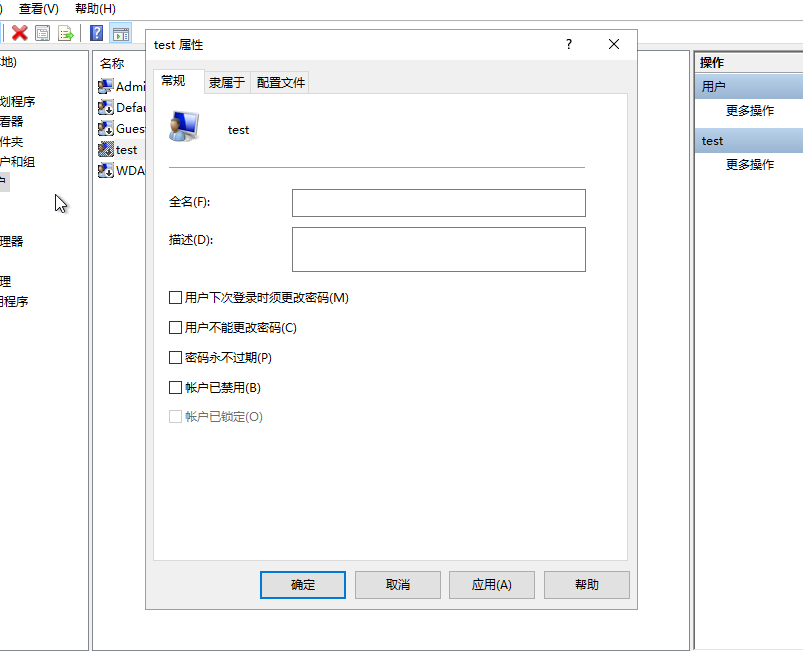 ) 查看(V) 帮助(H)
地)
划程序
看器
件夹
户和组
户
理器
理
用程序
名称
Admi
Defau
Gues
test
WDA
test 属性
?
常规 隶属于 配置文件
test
全名(F):
描述(D):
用户下次登录时须更改密码(M)
用户不能更改密码(C)
密码永不过期(P)
帐户已禁用(B)
帐户已锁定(O)
确定 取消 应用(A) 帮助
操作
用户
更多操作
test
更多操作